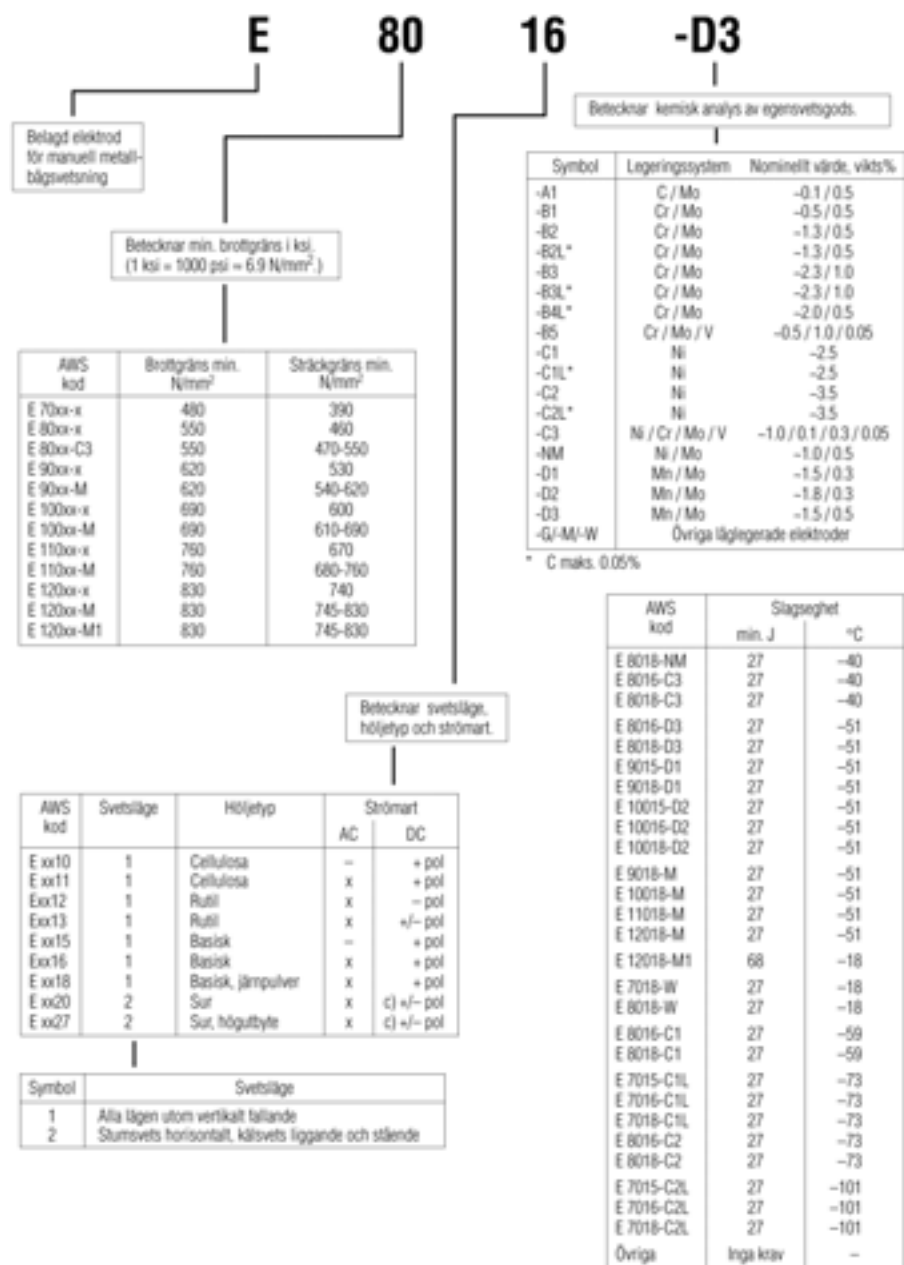 E 80 16 -D3
Belagd elektrod
för manuell metall-
bågsvetsning
Betecknar kemisk analys av egensvetsgods.
Betecknar min. brottgräns i ksi.
(1 ksi = 1000 psi = 6.9 N/mm².)
Symbol Legeringssystem Nominellt värde, vikts%
-A1 C / Mo ~0.1 / 0.5
-B1 Cr / Mo ~0.5 / 0.5
-B2 Cr / Mo ~1.3 / 0.5
-B2L* Cr / Mo ~1.3 / 0.5
-B3 Cr / Mo ~2.3 / 1.0
-B3L* Cr / Mo ~2.3 / 1.0
-B4L* Cr / Mo ~2.0 / 0.5
-B5 Cr / Mo / V ~0.5 / 1.0 / 0.05
-C1 Ni ~2.5
-C1L* Ni ~2.5
-C2 Ni ~3.5
-C2L* Ni ~3.5
-C3 Ni / Cr / Mo / V ~1.0 / 0.1 / 0.3 / 0.05
-NM Ni / Mo ~1.0 / 0.5
-D1 Mn / Mo ~1.5 / 0.3
-D2 Mn / Mo ~1.8 / 0.3
-D3 Mn / Mo ~1.5 / 0.5
-G/-M/-W Övriga låglegerade elektroder
* C maks. 0.05%
AWS Brottgräns min. Sträckgräns min.
kod N/mm² N/mm²
E 70xx-x 480 390
E 80xx-x 550 460
E 80xx-C3 550 470-550
E 90xx-x 620 530
E 90xx-M 620 540-620
E 100xx-x 690 600
E 100xx-M 690 610-690
E 110xx-x 760 670
E 110xx-M 760 680-760
E 120xx-x 830 740
E 120xx-M 830 745-830
E 120xx-M1 830 745-830
Betecknar svetsläge,
höljetyp och strömart.
AWS Svetsläge Höljetyp Strömart
kod AC DC
E xx10 1 Cellulosa – + pol
E xx11 1 Cellulosa x + pol
Exx12 1 Rutil x – pol
Exx13 1 Rutil x +/– pol
E xx15 1 Basisk – + pol
Exx16 1 Basisk x + pol
E xx18 1 Basisk, järnpulver x + pol
E xx20 2 Sur x c) +/– pol
E xx27 2 Sur, högutbyte x c) +/– pol
Symbol Svetsläge
1 Alla lägen utom vertikalt fallande
2 Stumsvets horisontalt, kälsvets liggande och stående
AWS Slagseghet
kod min. J °C
E 8018-NM 27 –40
E 8016-C3 27 –40
E 8018-C3 27 –40
E 8016-D3 27 –51
E 8018-D3 27 –51
E 9015-D1 27 –51
E 9018-D1 27 –51
E 10015-D2 27 –51
E 10016-D2 27 –51
E 10018-D2 27 –51
E 9018-M 27 –51
E 10018-M 27 –51
E 11018-M 27 –51
E 12018-M 27 –51
E 12018-M1 68 –18
E 7018-W 27 –18
E 8018-W 27 –18
E 8016-C1 27 –59
E 8018-C1 27 –59
E 7015-C1L 27 –73
E 7016-C1L 27 –73
E 7018-C1L 27 –73
E 8016-C2 27 –73
E 8018-C2 27 –73
E 7015-C2L 27 –101
E 7016-C2L 27 –101
E 7018-C2L 27 –101
Övriga Inga krav –